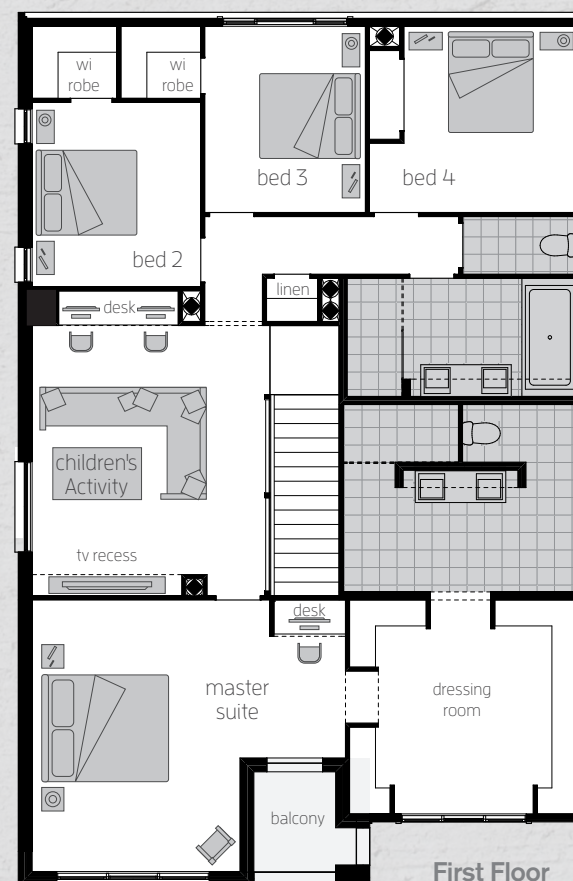 wi
robe
wi
robe
bed 3
bed 4
bed 2
linen
desk
children's
Activity
tv recess
desk
master
suite
dressing
room
balcony
First Floor